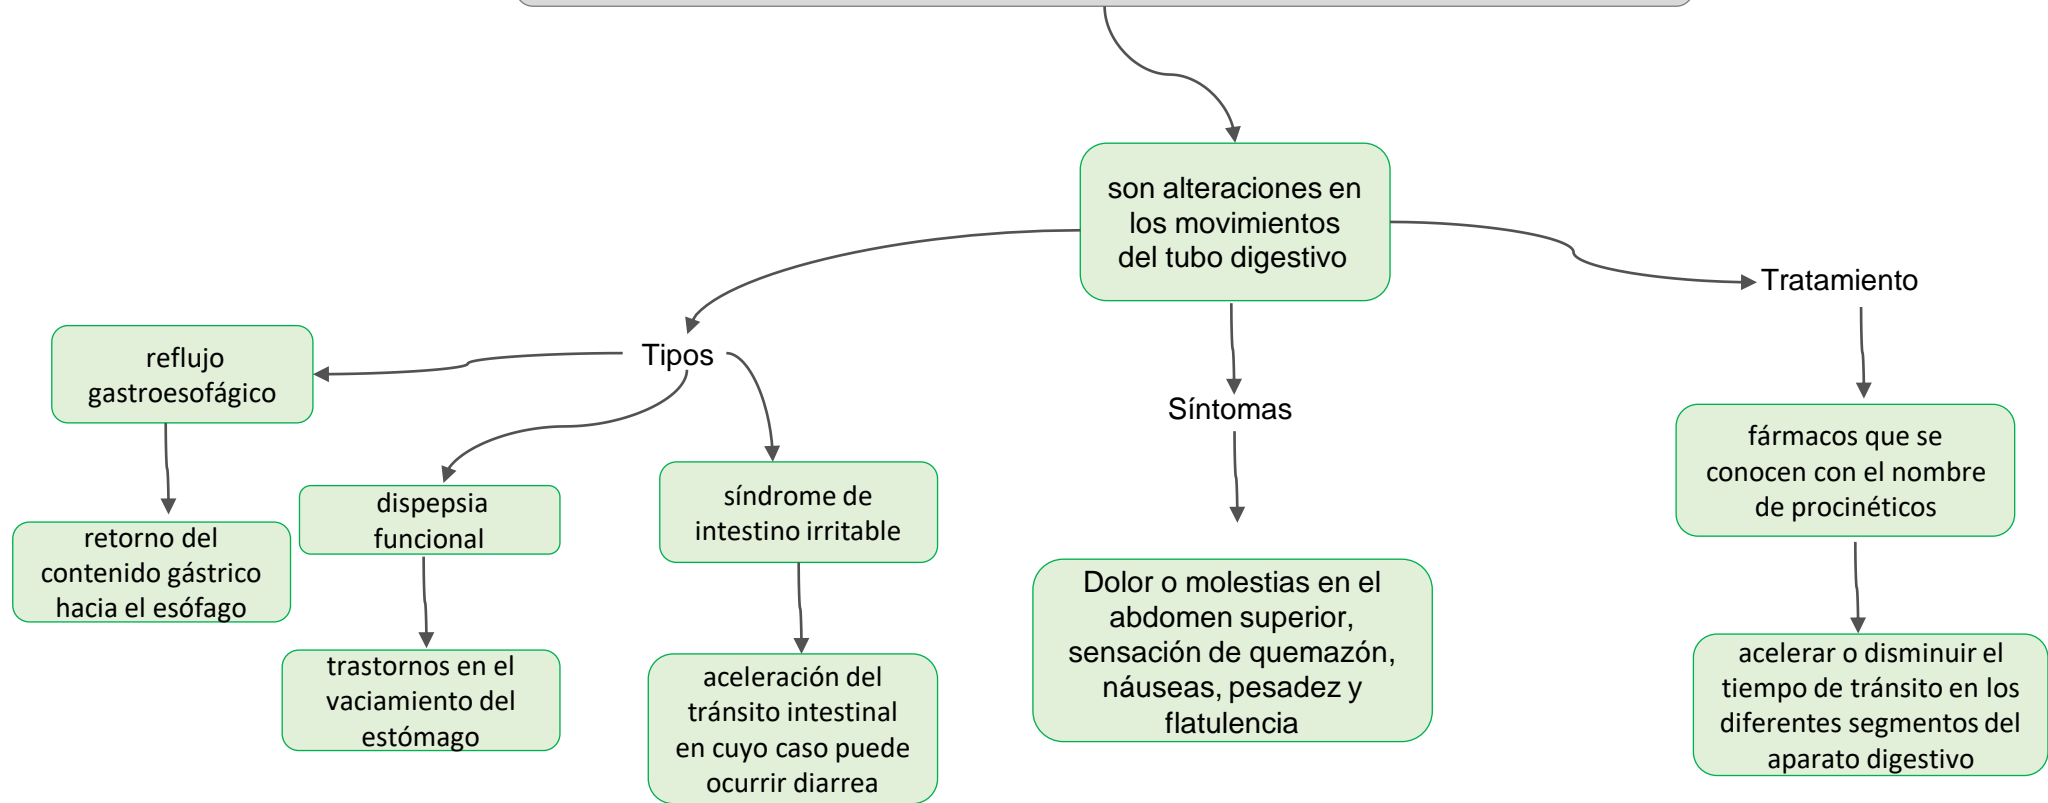 son alteraciones en
los movimientos
del tubo digestivo
Tratamiento
Tipos
Síntomas
reflujo
gastroesofágico
retorno del
contenido gástrico
hacia el esófago
dispepsia
funcional
trastornos en el
vaciamiento del
estómago
síndrome de
intestino irritable
aceleración del
tránsito intestinal
en cuyo caso puede
ocurrir diarrea
Dolor o molestias en el
abdomen superior,
sensación de quemazón,
náuseas, pesadez y
flatulencia
fármacos que se
conocen con el nombre
de procinéticos
acelerar o disminuir el
tiempo de tránsito en los
diferentes segmentos del
aparato digestivo